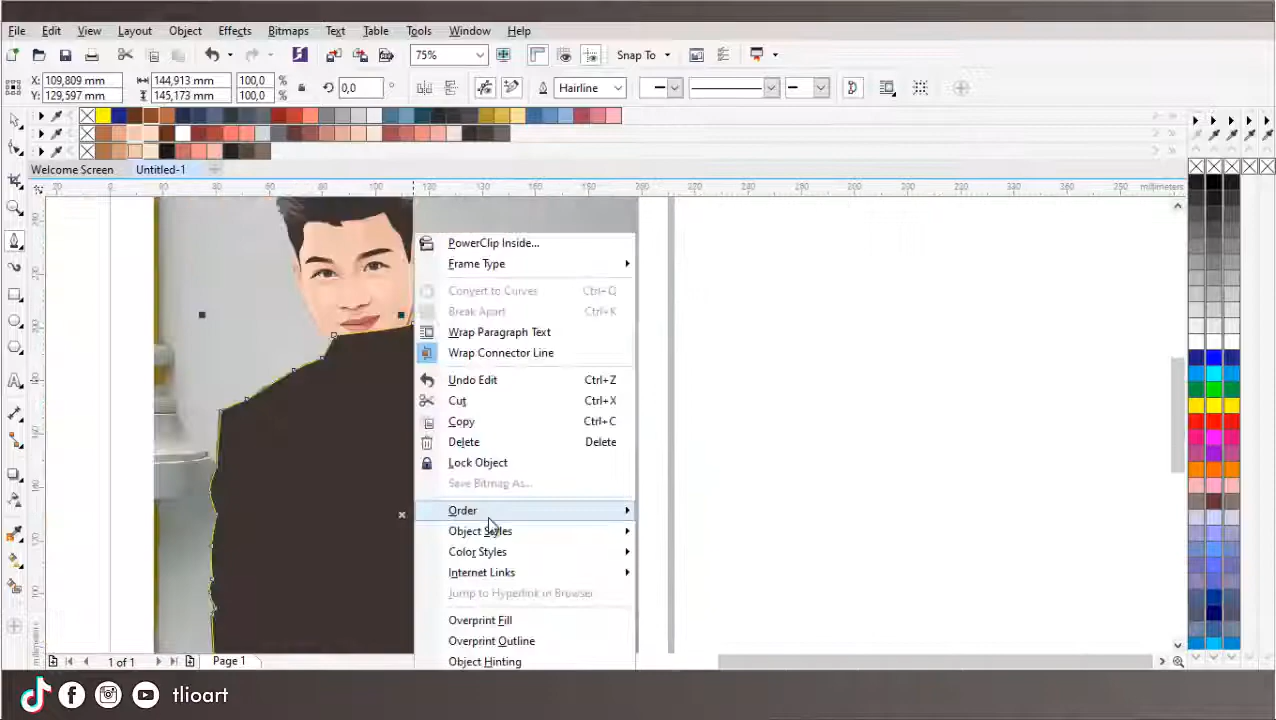 File Edit View Layout Object Effects Bitmaps Text Table Tools Window Help
75% Snap To
X: 109,809 mm 144,913 mm 100,0 % 0,0 ° Hairline
Y: 129,597 mm 145,173 mm 100,0 %
Welcome Screen Untitled-1
millimeters
PowerClip Inside...
Frame Type
Convert to Curves Ctrl+Q
Break Apart Ctrl+K
Wrap Paragraph Text
Wrap Connector Line
Undo Edit Ctrl+Z
Cut Ctrl+X
Copy Ctrl+C
Delete Delete
Lock Object
Save Bitmap As...
Order
Object Styles
Color Styles
Internet Links
Jump to Hyperlink in Browser
Overprint Fill
Overprint Outline
Object Hinting
1 of 1 Page 1
tlioart